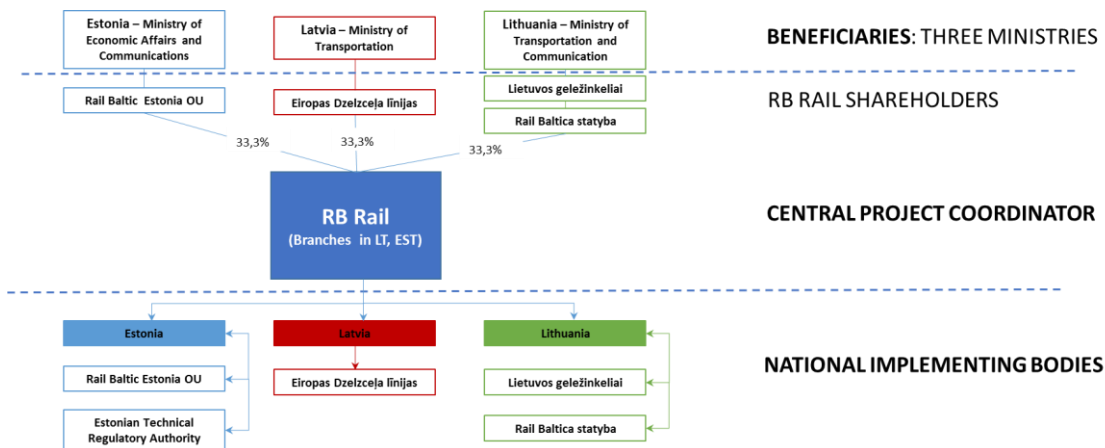 Estonia – Ministry of
Economic Affairs and
Communications
Latvia – Ministry of
Transportation
Lithuania – Ministry of
Transportation and
Communication
BENEFICIARIES: THREE MINISTRIES
Rail Baltic Estonia OU
Eiropas Dzelzceļa līnijas
Lietuvos geležinkeliai
Rail Baltica statyba
RB RAIL SHAREHOLDERS
33,3%
33,3%
33,3%
RB Rail
(Branches in LT, EST)
CENTRAL PROJECT COORDINATOR
Estonia
Latvia
Lithuania
Rail Baltic Estonia OU
Eiropas Dzelzceļa līnijas
Lietuvos geležinkeliai
NATIONAL IMPLEMENTING BODIES
Estonian Technical
Regulatory Authority
Rail Baltica statyba